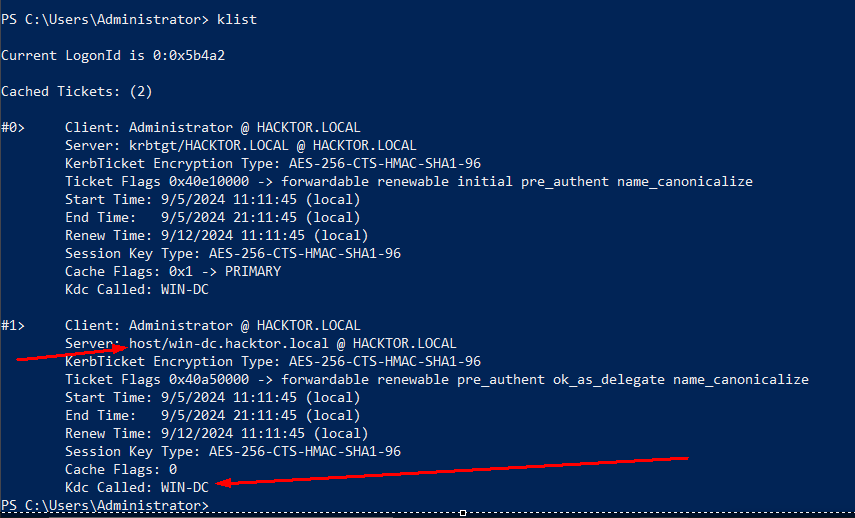 PS C:\Users\Administrator> klist
Current LogonId is 0:0x5b4a2
Cached Tickets: (2)
#0> Client: Administrator @ HACKTOR.LOCAL
Server: krbtgt/HACKTOR.LOCAL @ HACKTOR.LOCAL
KerbTicket Encryption Type: AES-256-CTS-HMAC-SHA1-96
Ticket Flags 0x40e10000 -> forwardable renewable initial pre_authent name_canonicalize
Start Time: 9/5/2024 11:11:45 (local)
End Time: 9/5/2024 21:11:45 (local)
Renew Time: 9/12/2024 11:11:45 (local)
Session Key Type: AES-256-CTS-HMAC-SHA1-96
Cache Flags: 0x1 -> PRIMARY
Kdc Called: WIN-DC
#1> Client: Administrator @ HACKTOR.LOCAL
Server: host/win-dc.hacktor.local @ HACKTOR.LOCAL
KerbTicket Encryption Type: AES-256-CTS-HMAC-SHA1-96
Ticket Flags 0x40a50000 -> forwardable renewable pre_authent ok_as_delegate name_canonicalize
Start Time: 9/5/2024 11:11:45 (local)
End Time: 9/5/2024 21:11:45 (local)
Renew Time: 9/12/2024 11:11:45 (local)
Session Key Type: AES-256-CTS-HMAC-SHA1-96
Cache Flags: 0
Kdc Called: WIN-DC
PS C:\Users\Administrator>